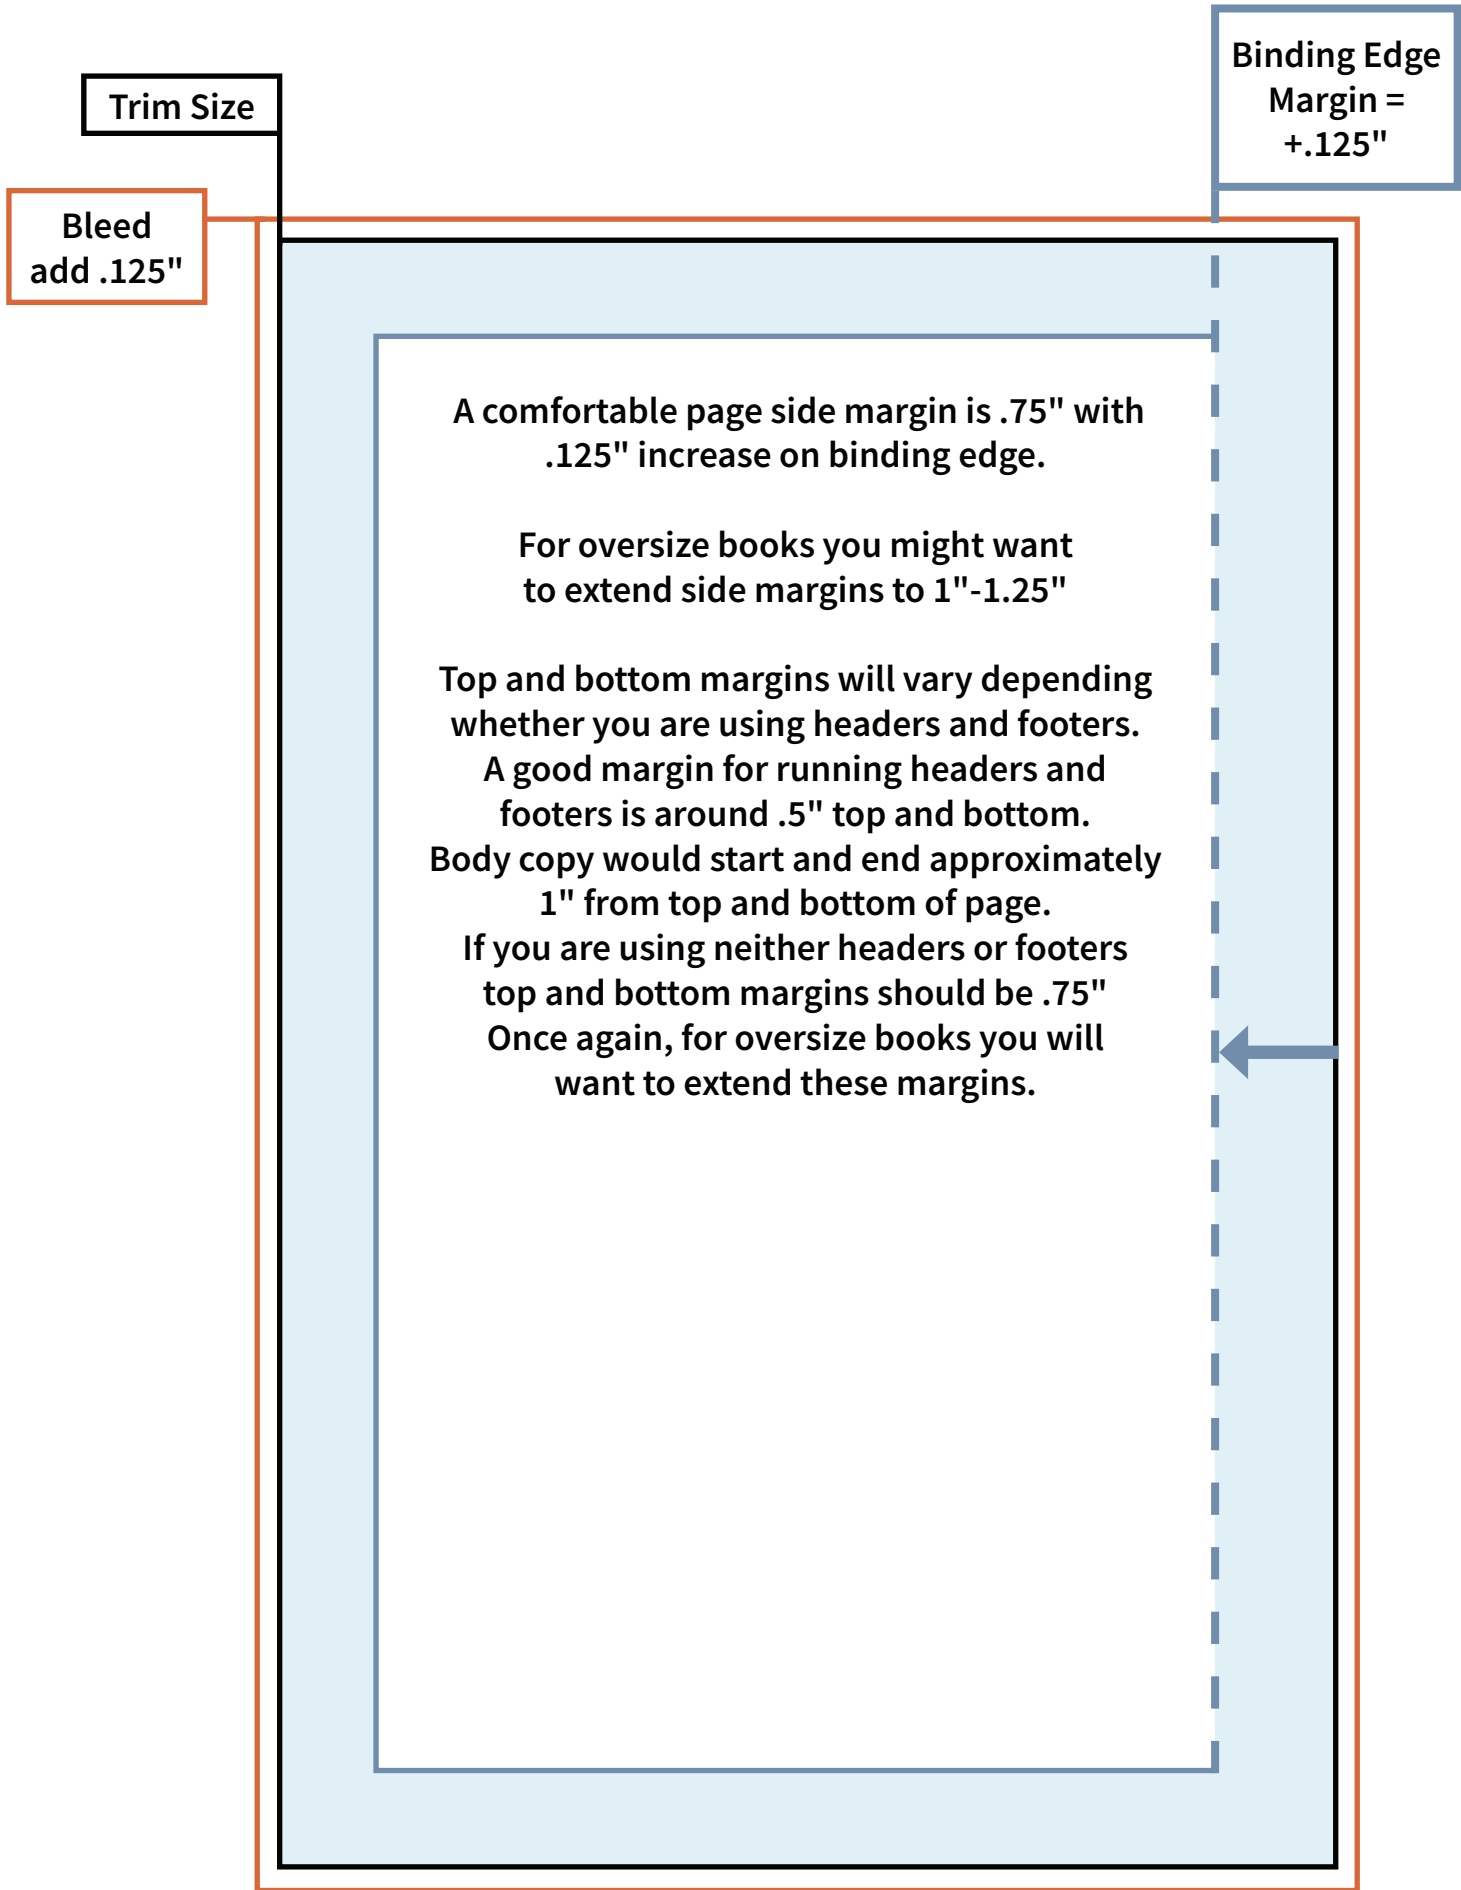 Binding Edge
Margin =
+.125"
Trim Size
Bleed
add .125"
A comfortable page side margin is .75" with
.125" increase on binding edge.
For oversize books you might want
to extend side margins to 1"-1.25"
Top and bottom margins will vary depending
whether you are using headers and footers.
A good margin for running headers and
footers is around .5" top and bottom.
Body copy would start and end approximately
1" from top and bottom of page.
If you are using neither headers or footers
top and bottom margins should be .75"
Once again, for oversize books you will
want to extend these margins.